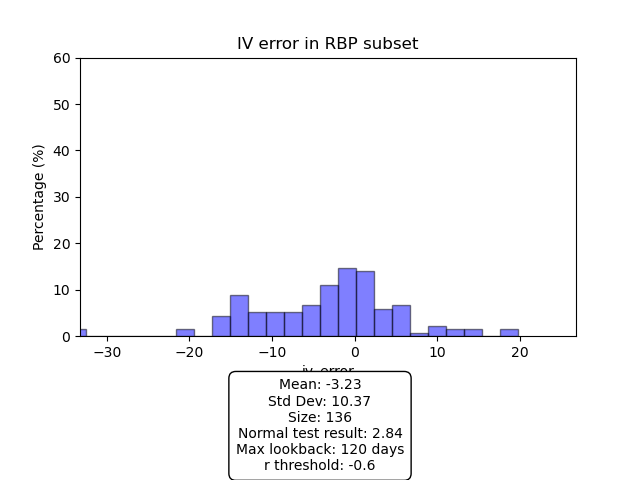 IV error in RBP subset
60
50
40
30
20
10
0
Percentage (%)
−30
−20
−10
0
10
20
iv_error
Mean: -3.23
Std Dev: 10.37
Size: 136
Normal test result: 2.84
Max lookback: 120 days
r threshold: -0.6